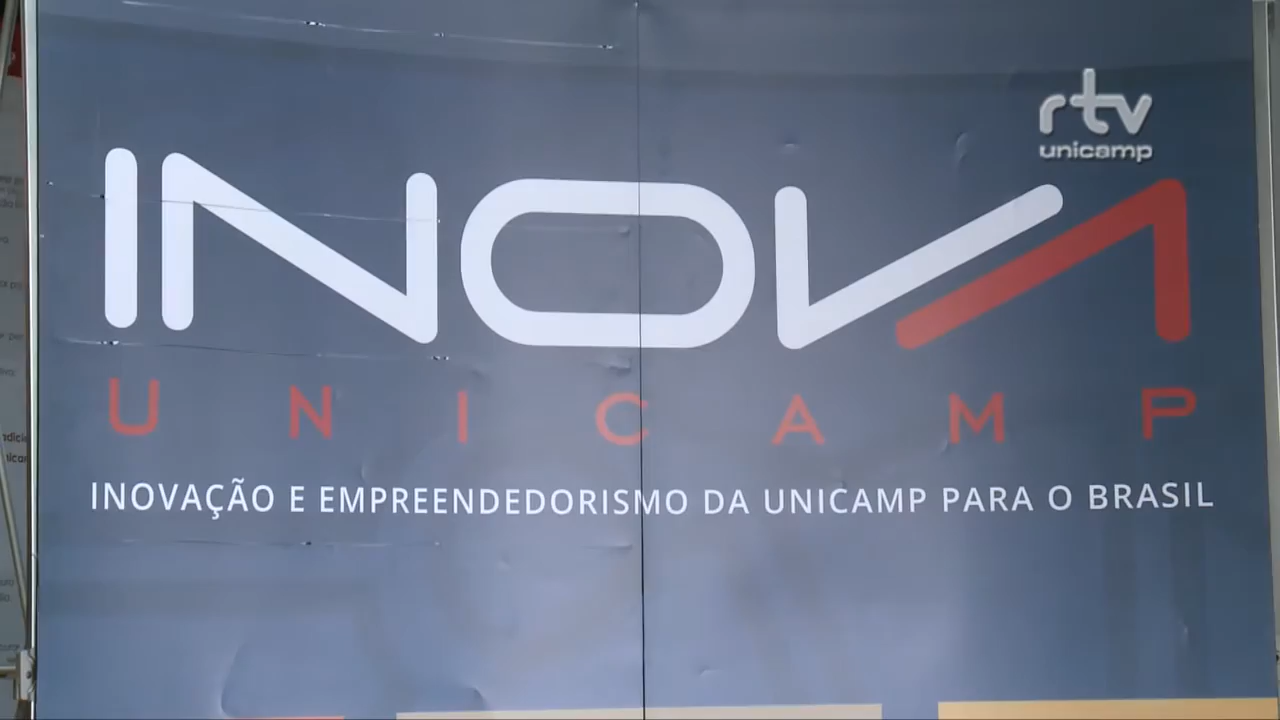 rtv
unicamp
INOVA
UNICAMP
INOVAÇÃO E EMPREENDEDORISMO DA UNICAMP PARA O BRASIL